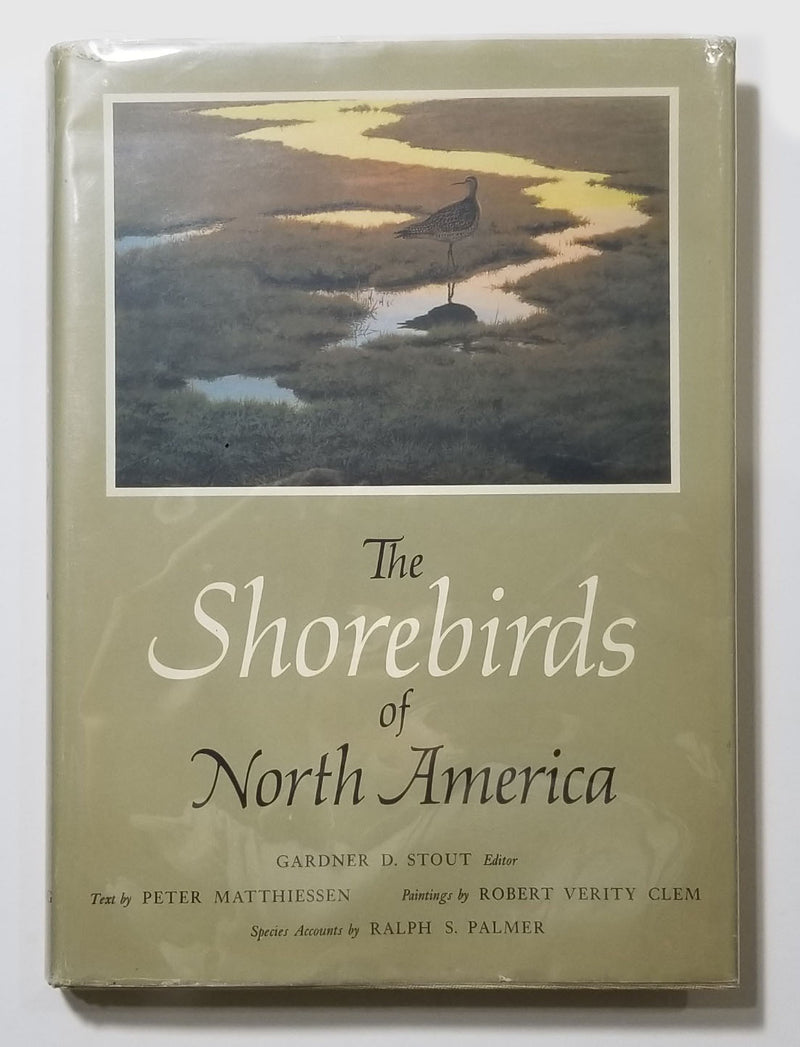 The
Shorebirds
of
North America
GARDNER D. STOUT Editor
Text by PETER MATTHIESSEN Paintings by ROBERT VERITY CLEM
Species Accounts by RALPH S. PALMER